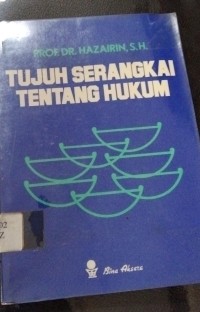 PROF. DR. HAZAIRIN, S.H.
TUJUH SERANGKAI
TENTANG HUKUM
Bina Aksara